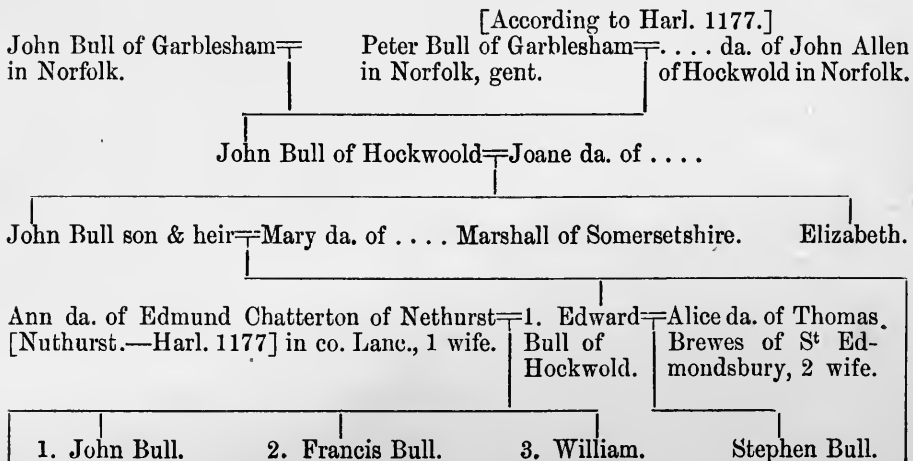 [According to Harl. 1177.]
John Bull of Garblesham Peter Bull of Garblesham .... da. of John Allen
in Norfolk. in Norfolk, gent. of Hockwold in Norfolk.
John Bull of Hockwoold Joane da. of ....
John Bull son & heir Mary da. of .... Marshall of Somersetshire. Elizabeth.
Ann da. of Edmund Chatterton of Nethurst 1. Edward Alice da. of Thomas
[Nuthurst.—Harl. 1177] in co. Lanc., 1 wife. Bull of Brewes of St Ed-
Hockwold. mondsbury, 2 wife.
1. John Bull. 2. Francis Bull. 3. William. Stephen Bull.